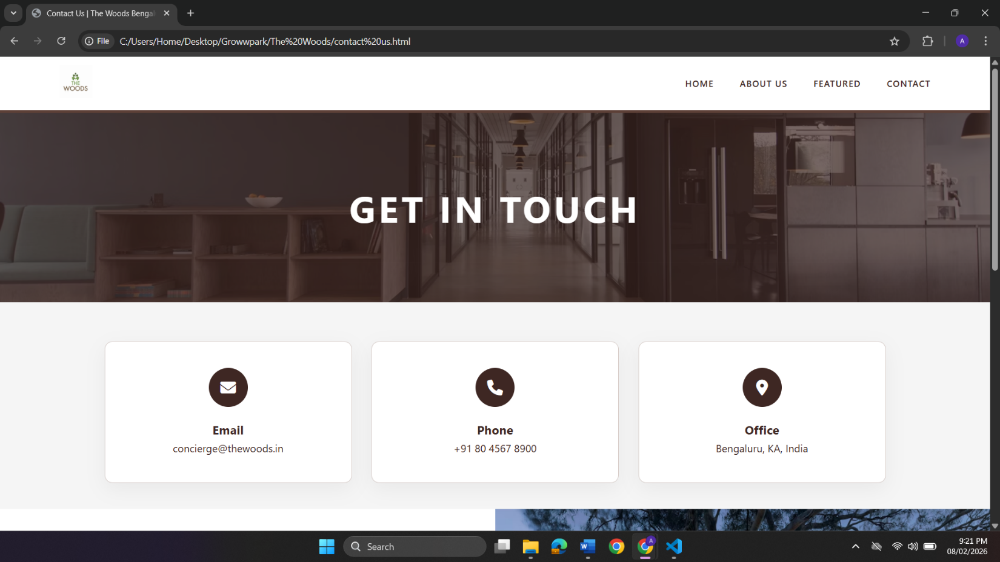 Contact Us | The Woods Bengal
File
C:/Users/Home/Desktop/Growwpark/The%20Woods/contact%20us.html
A
THE
WOODS
HOME
ABOUT US
FEATURED
CONTACT
GET IN TOUCH
Email
concierge@thewoods.in
Phone
+91 80 4567 8900
Office
Bengaluru, KA, India
Search
W
A
9:21 PM
08/02/2026